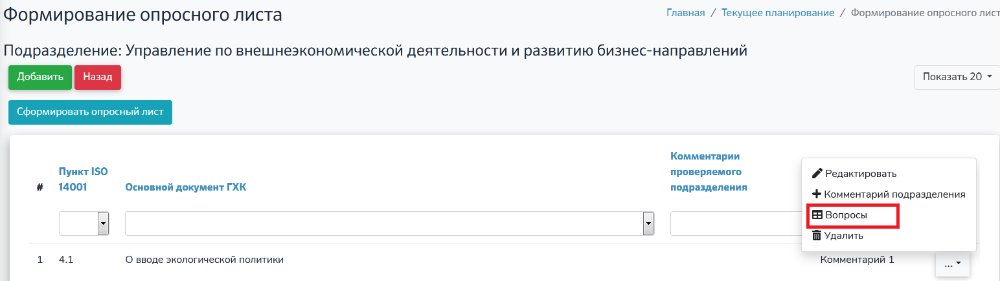 Формирование опросного листа
Главная / Текущее планирование / Формирование опросного лист
Подразделение: Управление по внешнеэкономической деятельности и развитию бизнес-направлений
Добавить Назад
Показать 20
Сформировать опросный лист
# Пункт ISO 14001 Основной документ ГХК Комментарии проверяемого подразделения
Редактировать
Комментарий подразделения
Вопросы
Удалить
1 4.1 О вводе экологической политики Комментарий 1 ...